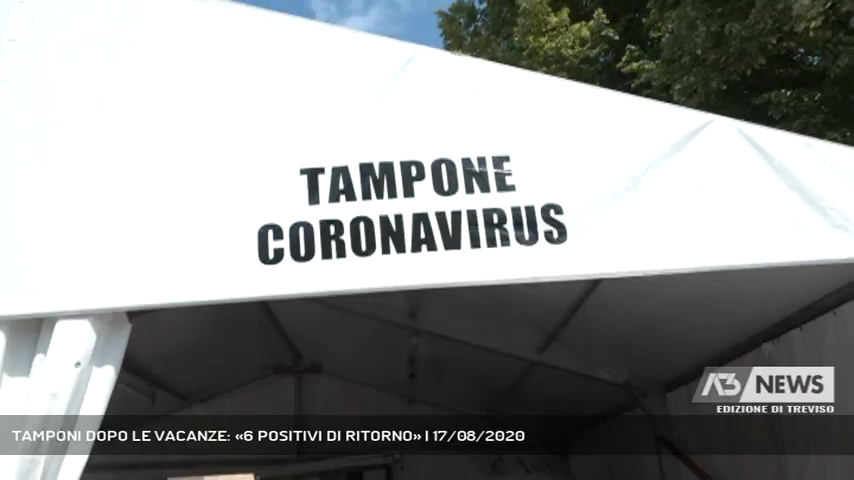 TAMPONE
CORONAVIRUS
A3 NEWS
EDIZIONE DI TREVISO
TAMPONI DOPO LE VACANZE: «6 POSITIVI DI RITORNO» | 17/08/2020